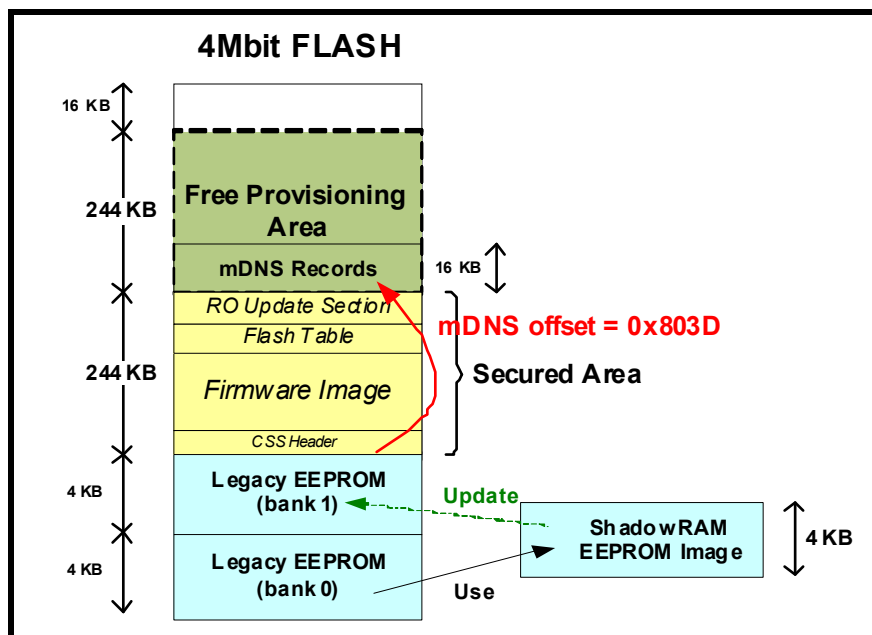 4Mbit FLASH
16 KB
244 KB
Free Provisioning
Area
mDNS Records
16 KB
RO Update Section
mDNS offset = 0x803D
Flash Table
244 KB
Firmware Image
Secured Area
CSS Header
4 KB
Legacy EEPROM
(bank 1)
Update
ShadowRAM
EEPROM Image
4 KB
4 KB
Legacy EEPROM
(bank 0)
Use